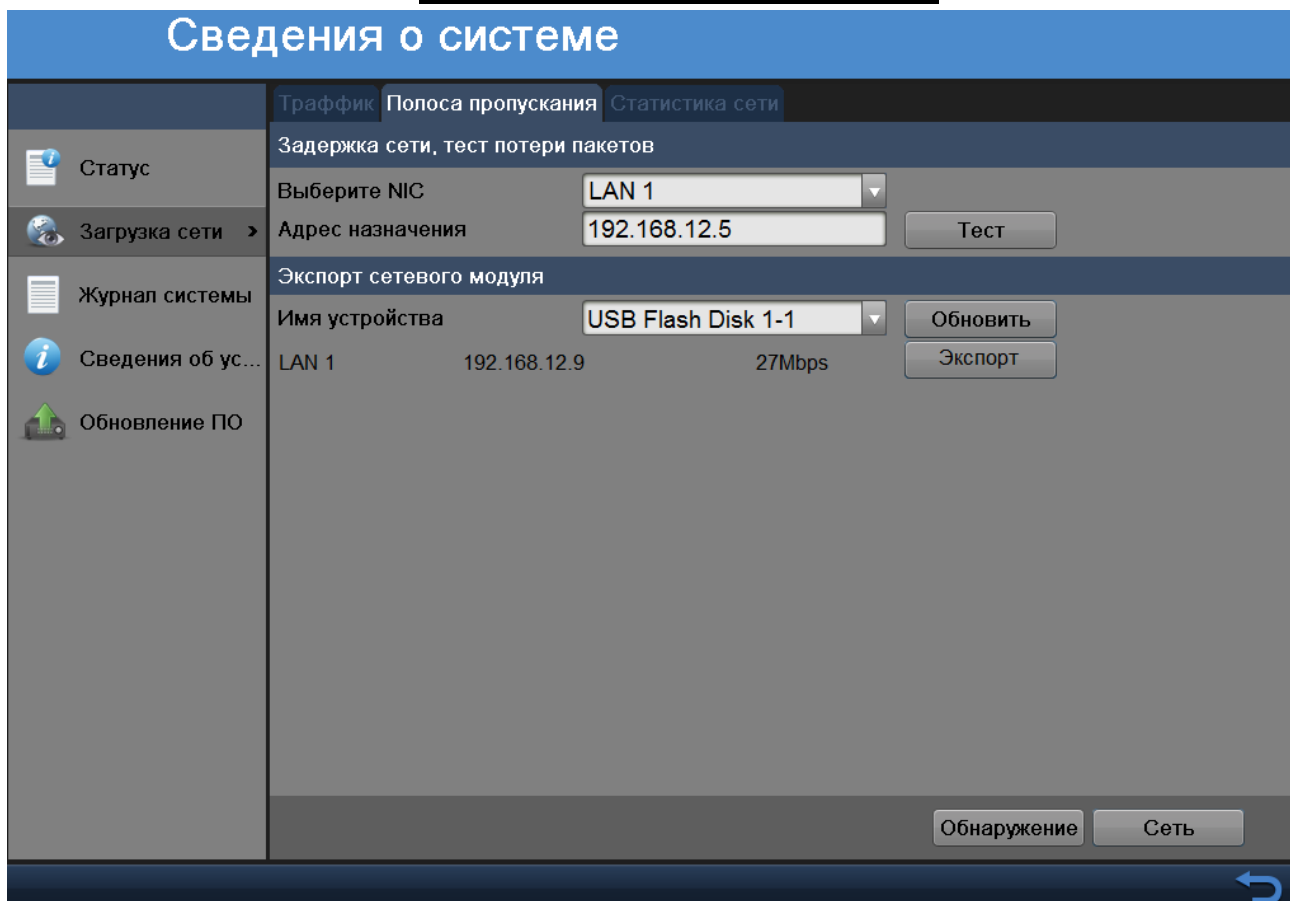 Сведения о системе
Траффик Полоса пропускания Статистика сети
Задержка сети, тест потери пакетов
Статус
Выберите NIC LAN 1
Загрузка сети >
Адрес назначения 192.168.12.5 Тест
Экспорт сетевого модуля
Журнал системы
Имя устройства USB Flash Disk 1-1 Обновить
Сведения об ус...
LAN 1 192.168.12.9 27Mbps Экспорт
Обновление ПО
Обнаружение Сеть